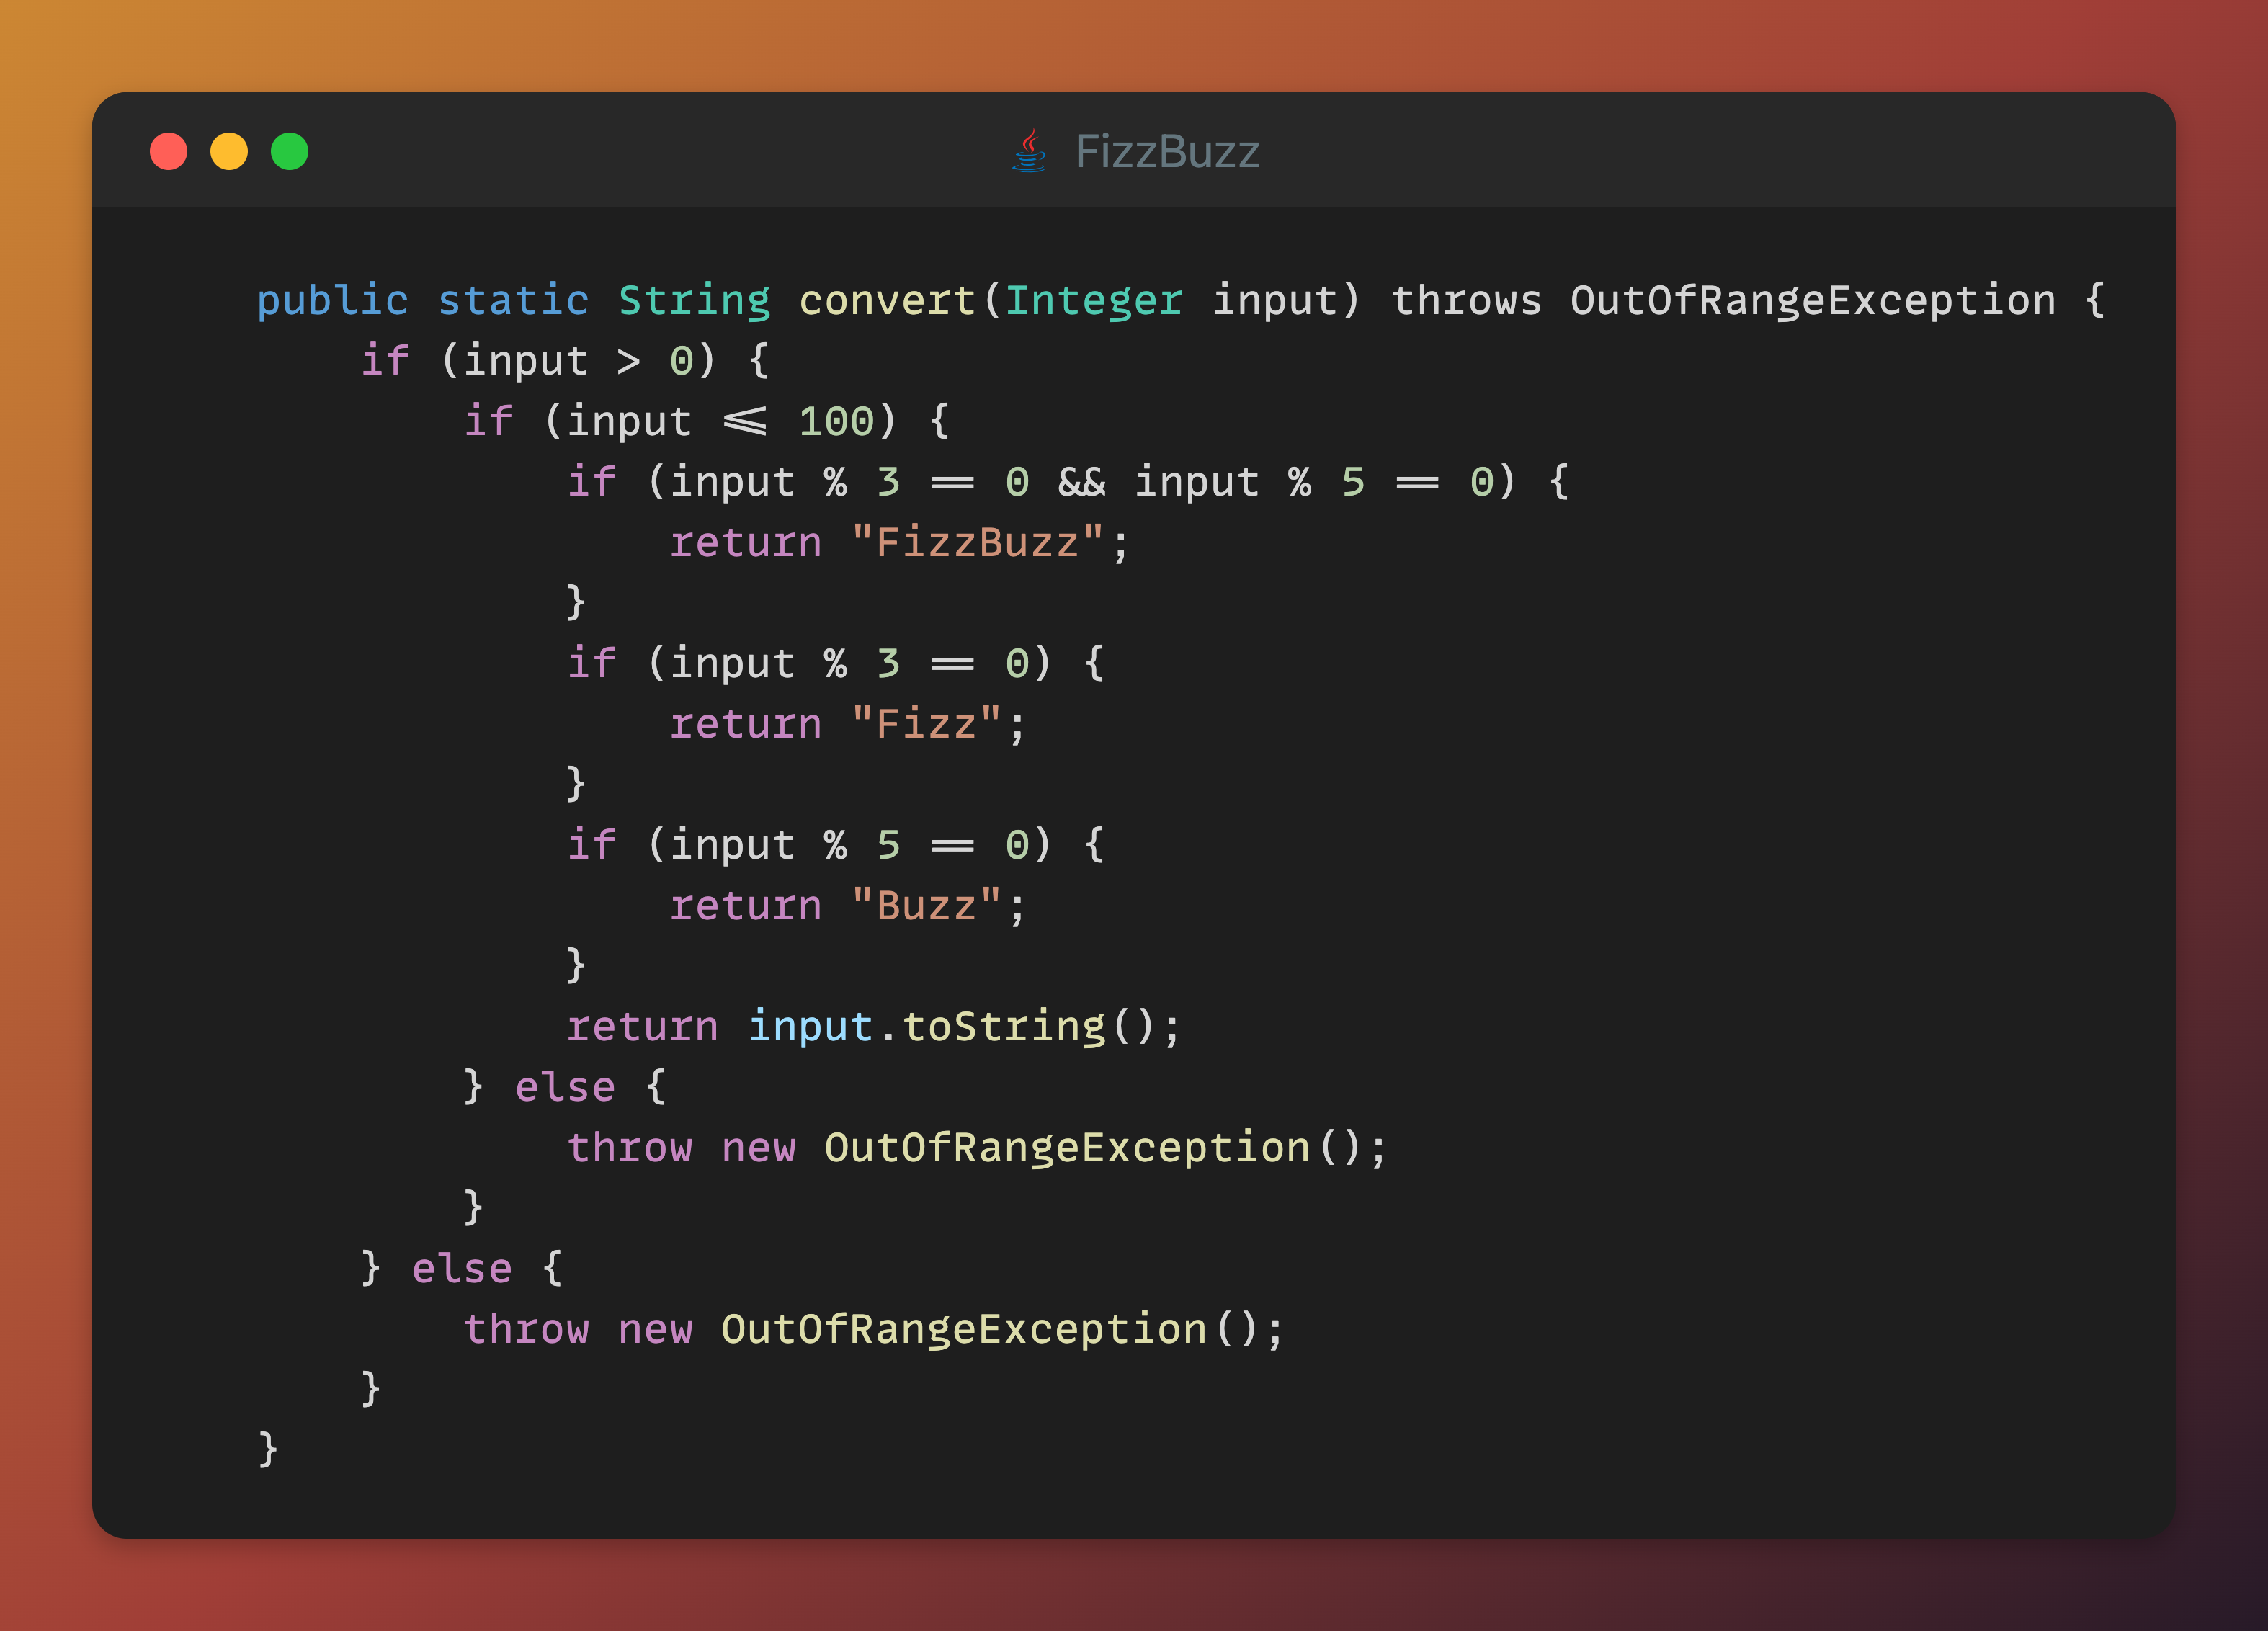 FizzBuzz
public static String convert(Integer input) throws OutOfRangeException {
    if (input > 0) {
        if (input <= 100) {
            if (input % 3 == 0 && input % 5 == 0) {
                return "FizzBuzz";
            }
            if (input % 3 == 0) {
                return "Fizz";
            }
            if (input % 5 == 0) {
                return "Buzz";
            }
            return input.toString();
        } else {
            throw new OutOfRangeException();
        }
    } else {
        throw new OutOfRangeException();
    }
}